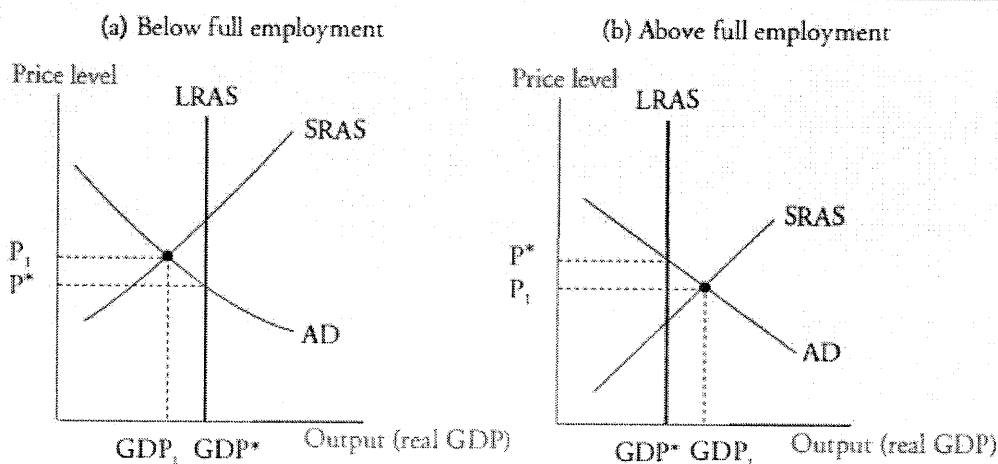 (a) Below full employment
Price level
LRAS
SRAS
P₁
P*
AD
GDP₁ GDP*
Output (real GDP)
(b) Above full employment
Price level
LRAS
SRAS
P*
P₁
AD
GDP* GDP₁
Output (real GDP)